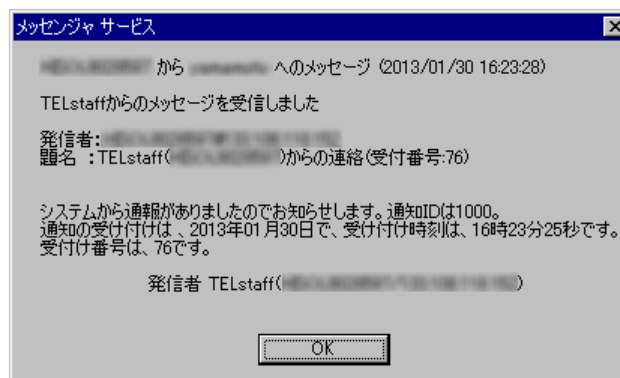 メッセンジャ サービス
から へのメッセージ (2013/01/30 16:23:28)
TELstaffからのメッセージを受信しました
発信者:
題名 :TELstaff( )からの連絡(受付番号:76)
システムから通報がありましたのでお知らせします。通知IDは1000。
通知の受け付けは 、2013年01月30日で、受け付け時刻は、16時23分25秒です。
受付け番号は、76です。
発信者 TELstaff( )
OK